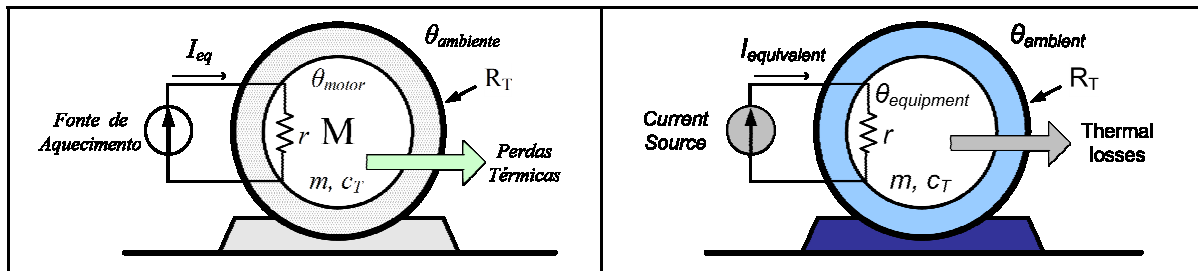 I_eq
θ_ambiente
θ_motor
R_T
Fonte de
Aquecimento
r M
Perdas
Térmicas
m, c_T
I_equivalent
θ_ambient
θ_equipment
R_T
Current
Source
r
Thermal
losses
m, c_T